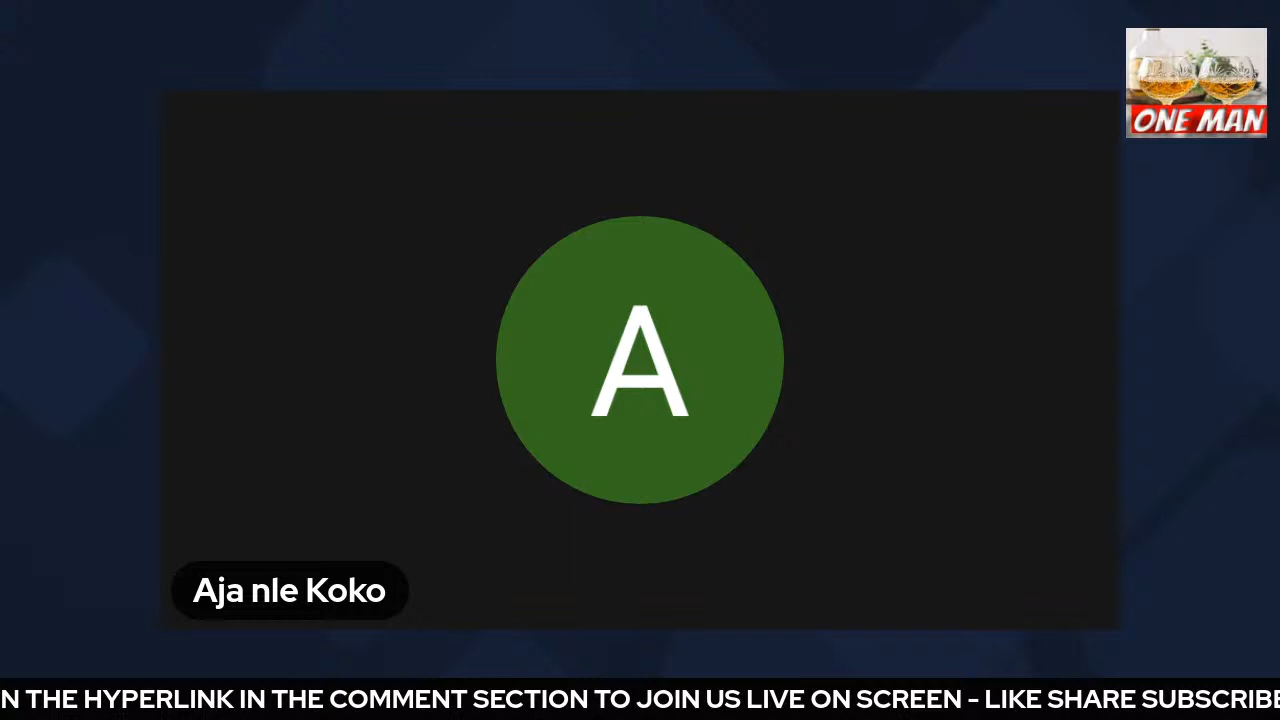 ONE MAN
A
Aja nle Koko
N THE HYPERLINK IN THE COMMENT SECTION TO JOIN US LIVE ON SCREEN - LIKE SHARE SUBSCRIBE